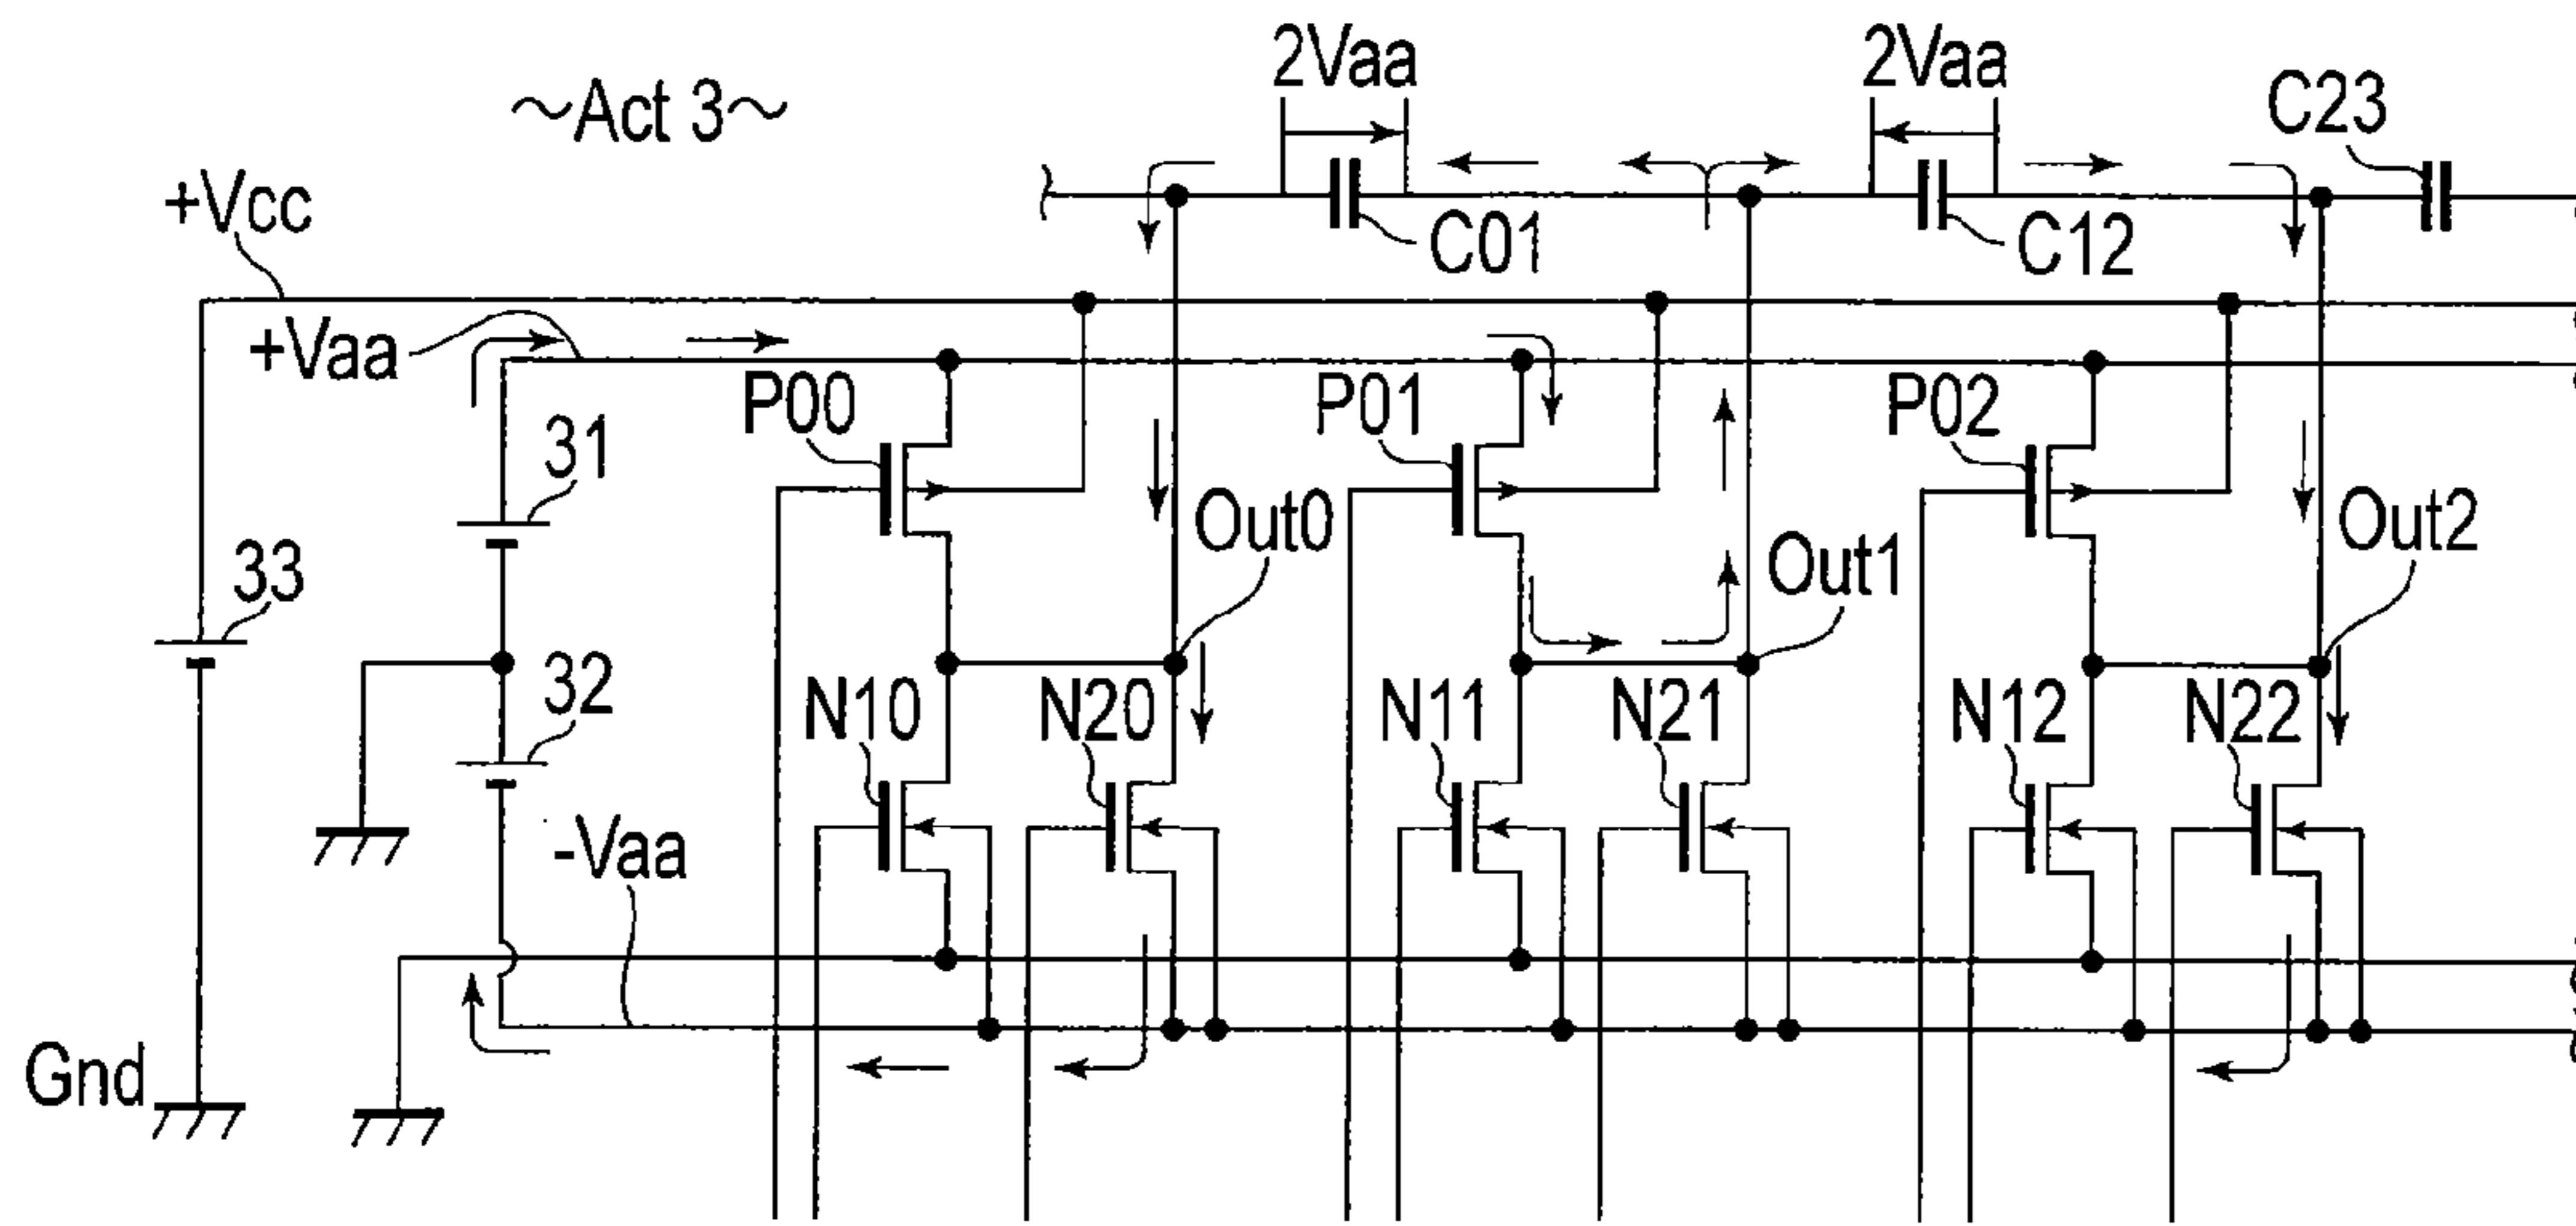 2Vaa
2Vaa
~Act 3~
C23
+Vcc
C01
C12
+Vaa
P00
P01
P02
31
Out0
Out1
Out2
33
32
N10
N20
N11
N21
N12
N22
-Vaa
Gnd